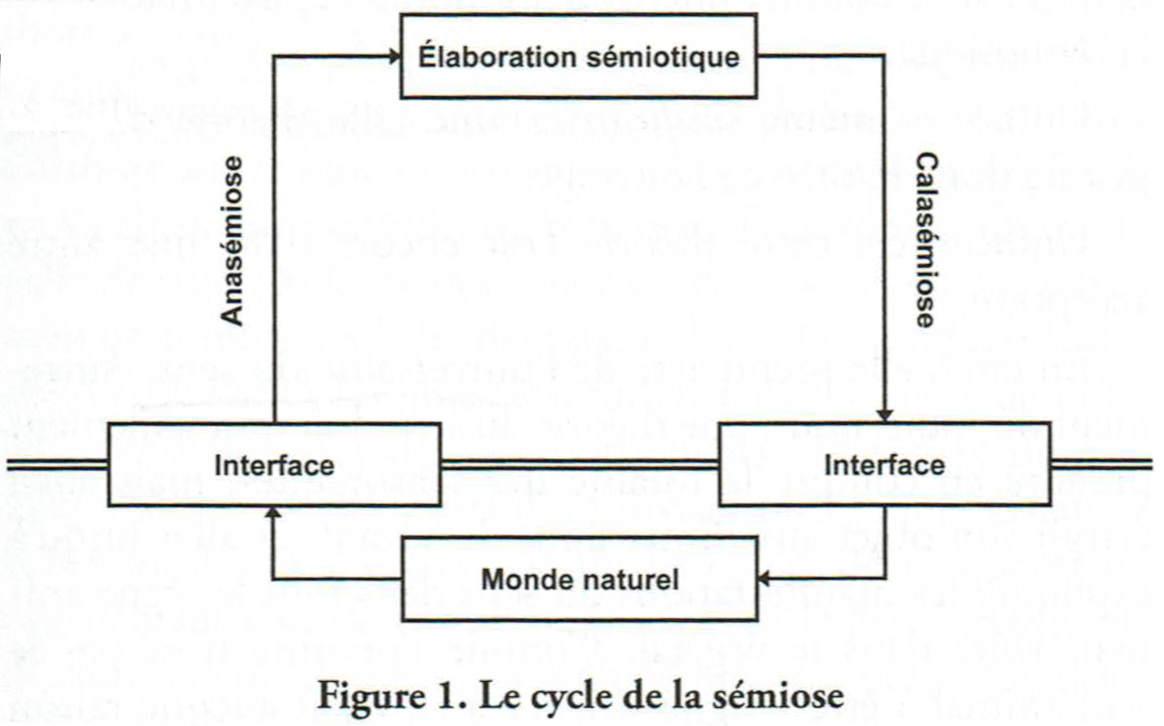 Élaboration sémiotique
Anasémiose
Calasémiose
Interface
Interface
Monde naturel
Figure 1. Le cycle de la sémiose